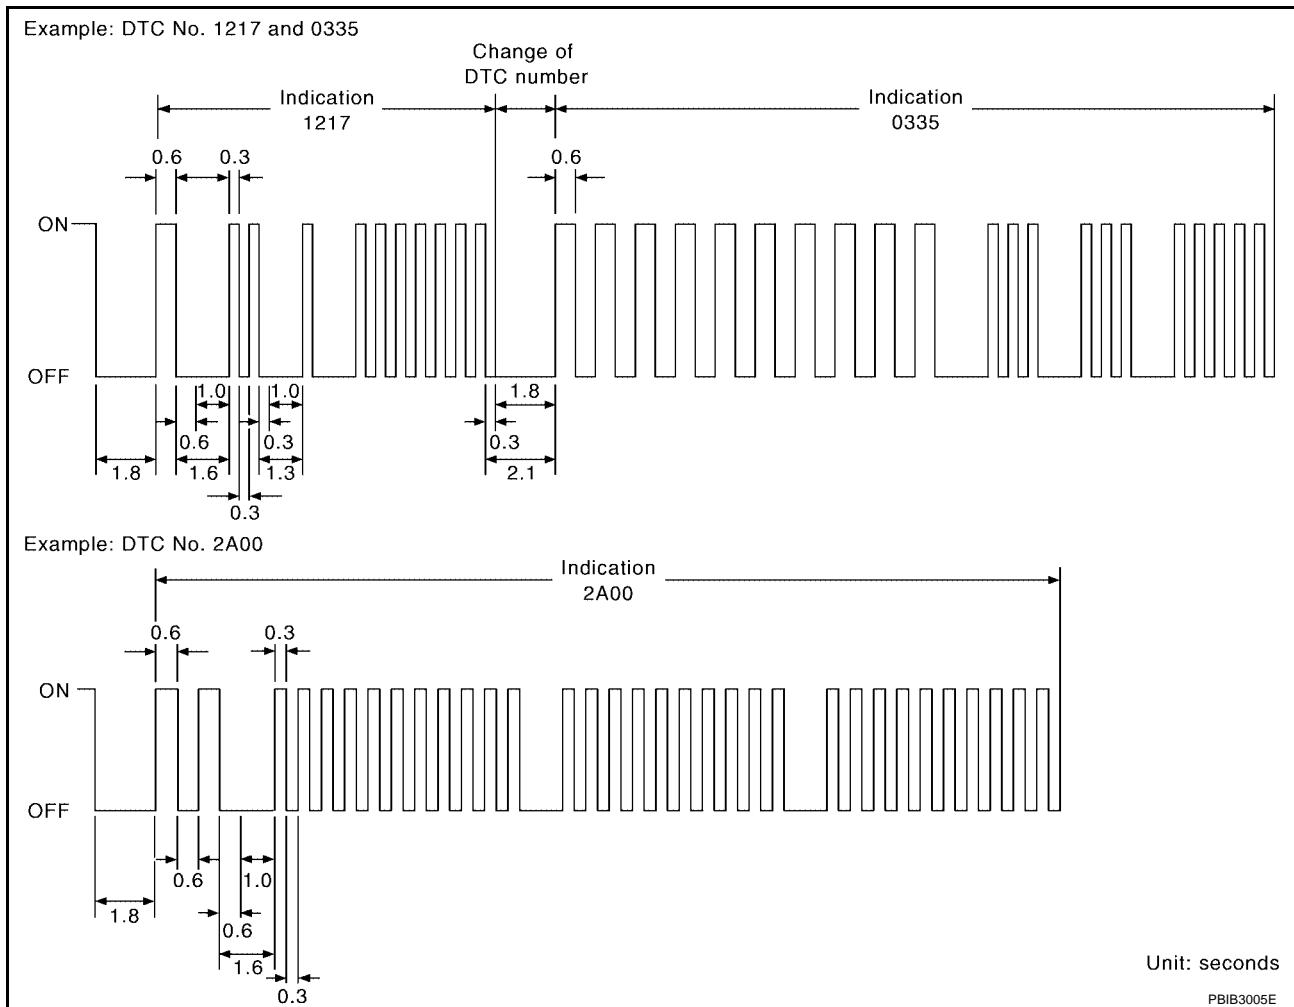 Example: DTC No. 1217 and 0335
Change of
DTC number
Indication
1217
Indication
0335
0.6
0.3
0.6
ON
OFF
1.0
1.0
1.8
0.6
0.3
0.3
1.8
1.6
1.3
2.1
0.3
Example: DTC No. 2A00
Indication
2A00
0.6
0.3
ON
OFF
0.6
1.0
1.8
0.6
1.6
0.3
Unit: seconds
PBIB3005E